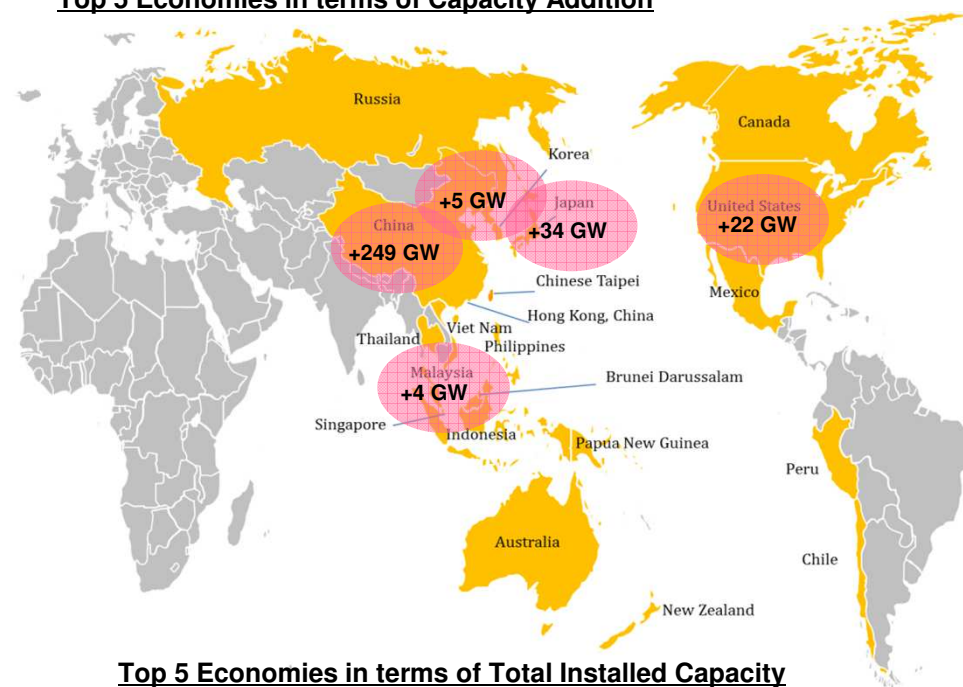 Top 5 Economies in terms of Capacity Addition
Russia
Canada
Korea
+5 GW
Japan
+34 GW
United States
+22 GW
China
+249 GW
Chinese Taipei
Mexico
Hong Kong, China
Viet Nam
Thailand
Philippines
Malaysia
+4 GW
Brunei Darussalam
Singapore
Indonesia
Papua New Guinea
Peru
Australia
Chile
New Zealand
Top 5 Economies in terms of Total Installed Capacity